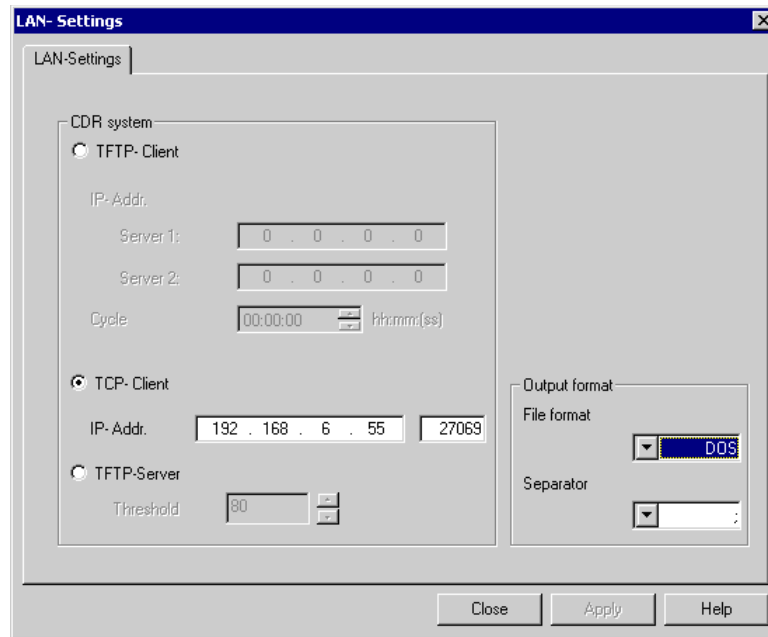 LAN- Settings
LAN-Settings
CDR system
TFTP- Client
IP- Addr.
Server 1: 0 . 0 . 0 . 0
Server 2: 0 . 0 . 0 . 0
Cycle 00:00:00 hh:mm:(ss)
TCP- Client
IP- Addr. 192 . 168 . 6 . 55 27069
TFTP-Server
Threshold 80
Output format
File format
DOS
Separator
;
Close Apply Help